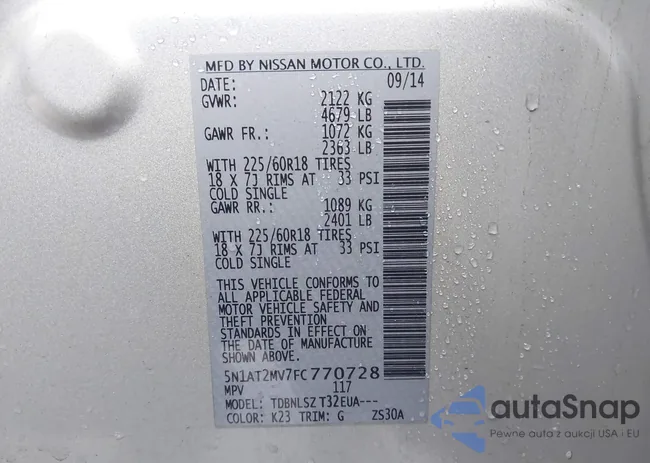 MFD BY NISSAN MOTOR CO., LTD.
DATE: 09/14
GVWR: 2122 KG
4679 LB
GAWR FR.: 1072 KG
2363 LB
WITH 225/60R18 TIRES
18 X 7J RIMS AT 33 PSI
COLD SINGLE
GAWR RR.: 1089 KG
2401 LB
WITH 225/60R18 TIRES
18 X 7J RIMS AT 33 PSI
COLD SINGLE
THIS VEHICLE CONFORMS TO
ALL APPLICABLE FEDERAL
MOTOR VEHICLE SAFETY AND
THEFT PREVENTION
STANDARDS IN EFFECT ON
THE DATE OF MANUFACTURE
SHOWN ABOVE.
5N1AT2MV7FC770728
MPV 117
MODEL: TDBNLSZ T32EUA---
COLOR: K23 TRIM: G ZS30A
autoSnap
Pewne auta z aukcji USA i EU